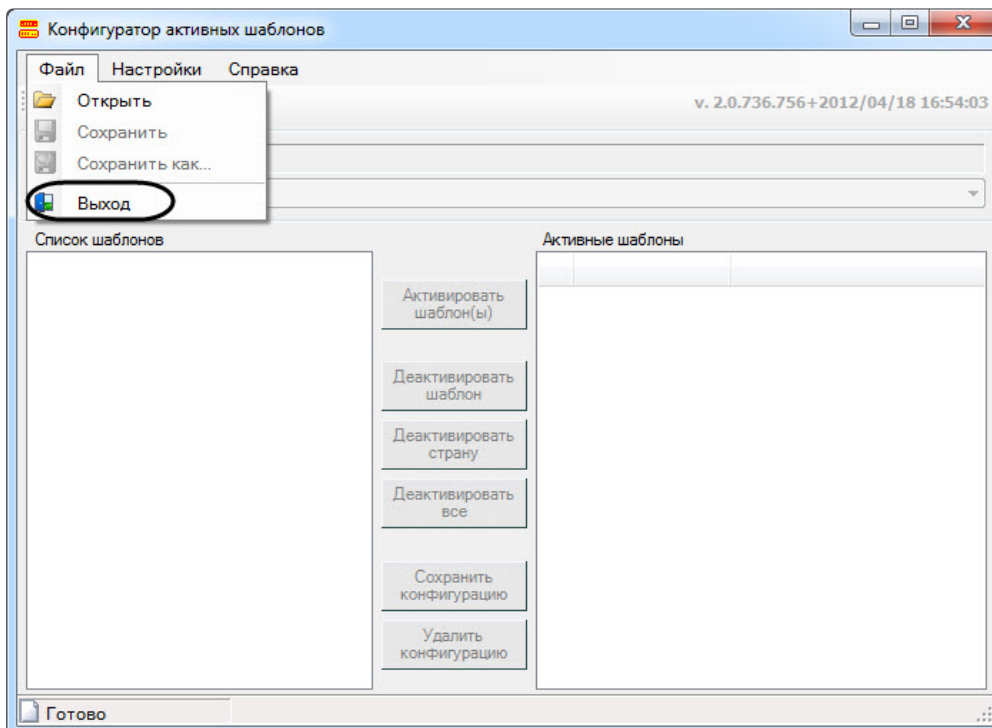 Конфигуратор активных шаблонов
Файл Настройки Справка
Открыть
v. 2.0.736.756+2012/04/18 16:54:03
Сохранить
Сохранить как...
Выход
Список шаблонов
Активные шаблоны
Активировать
шаблон(ы)
Деактивировать
шаблон
Деактивировать
страну
Деактивировать
все
Сохранить
конфигурацию
Удалить
конфигурацию
Готово